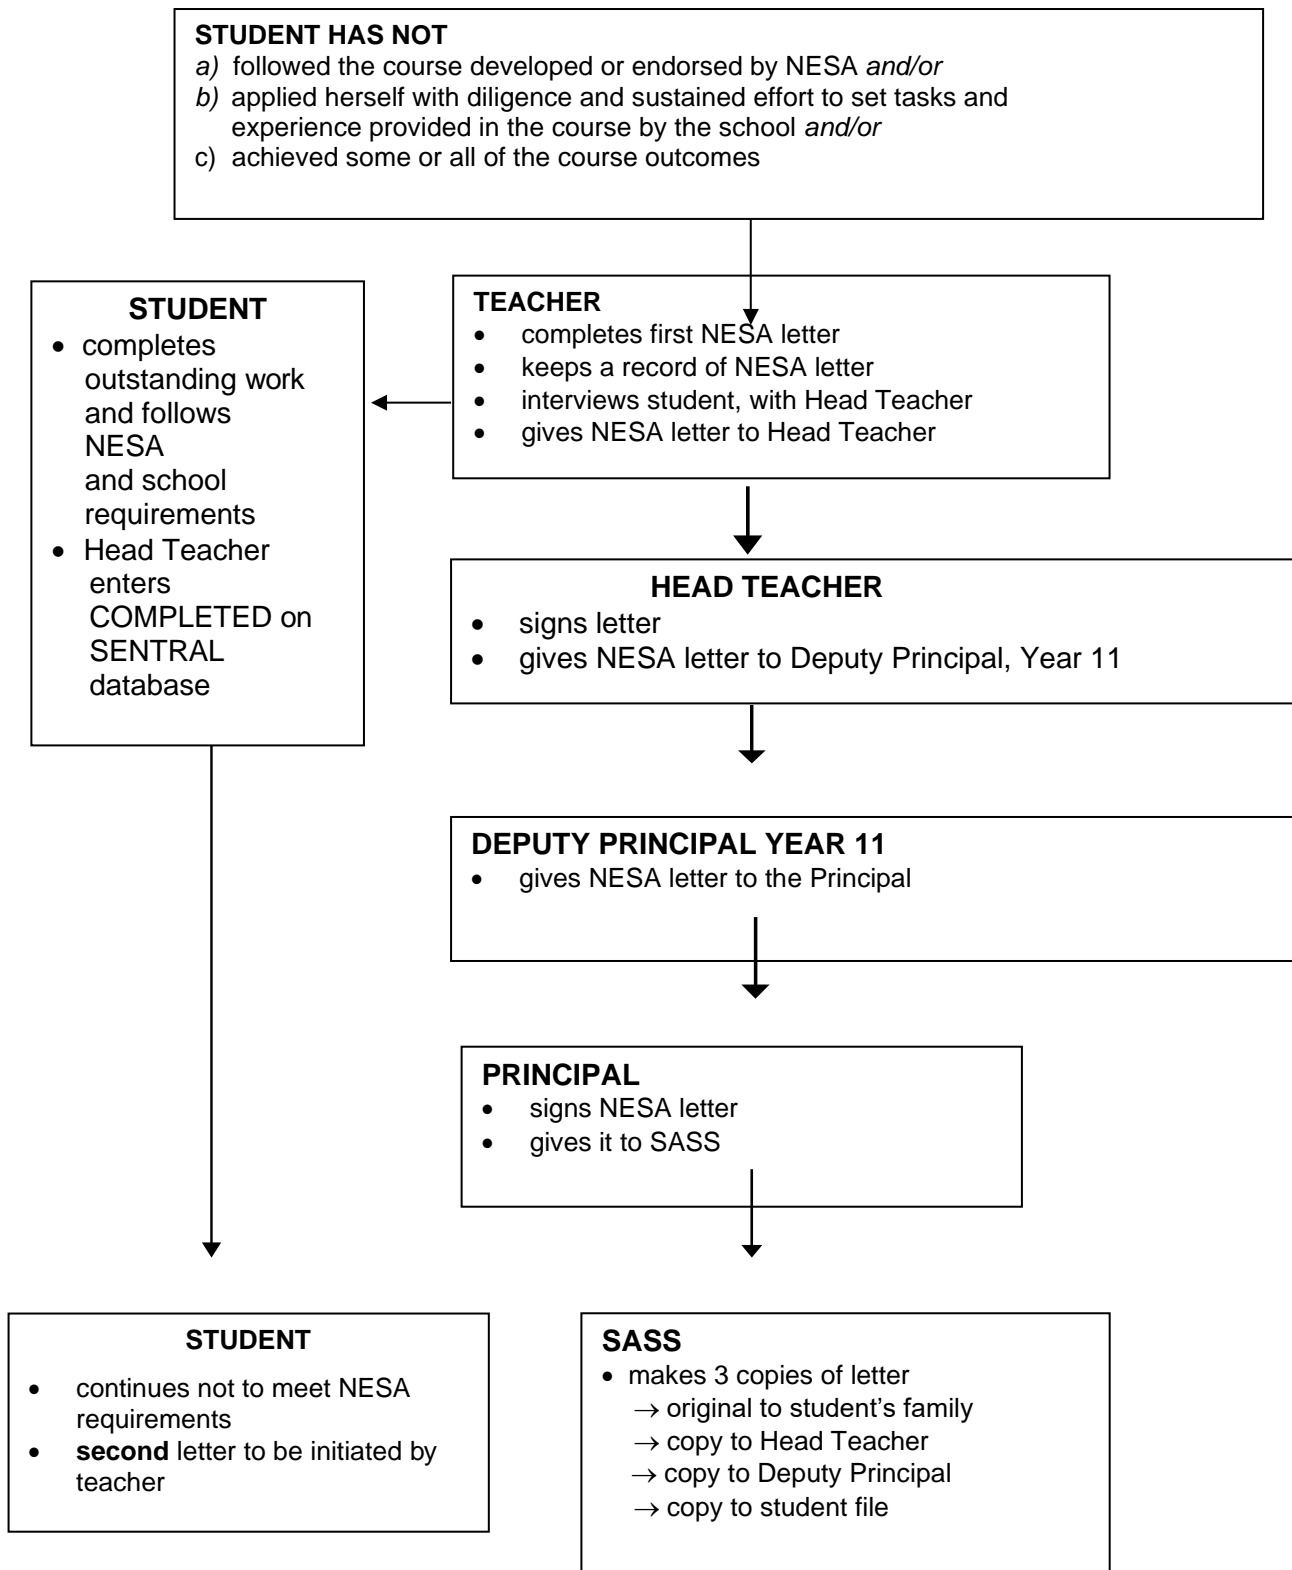 STUDENT HAS NOT
a) followed the course developed or endorsed by NESA and/or
b) applied herself with diligence and sustained effort to set tasks and
experience provided in the course by the school and/or
c) achieved some or all of the course outcomes
TEACHER
• completes first NESA letter
• keeps a record of NESA letter
• interviews student, with Head Teacher
• gives NESA letter to Head Teacher
STUDENT
• completes
outstanding work
and follows
NESA
and school
requirements
• Head Teacher
enters
COMPLETED on
SENTRAL
database
HEAD TEACHER
• signs letter
• gives NESA letter to Deputy Principal, Year 11
DEPUTY PRINCIPAL YEAR 11
• gives NESA letter to the Principal
PRINCIPAL
• signs NESA letter
• gives it to SASS
STUDENT
• continues not to meet NESA
requirements
• second letter to be initiated by
teacher
SASS
• makes 3 copies of letter
→ original to student’s family
→ copy to Head Teacher
→ copy to Deputy Principal
→ copy to student file